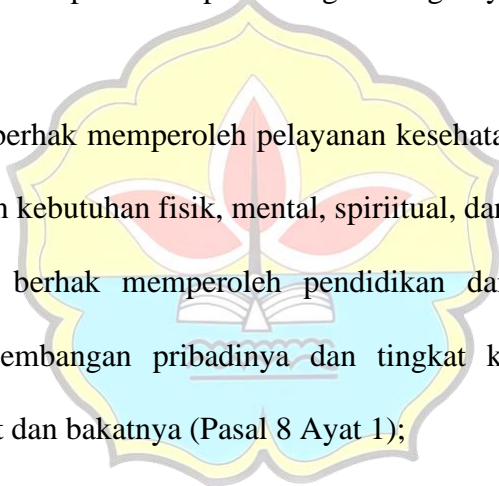 berhak memperoleh pelayanan kesehata
kebutuhan fisik, mental, spiriitual, da
berhak memperoleh pendidikan da
embangan pribadinya dan tingkat k
dan bakatnya (Pasal 8 Ayat 1);